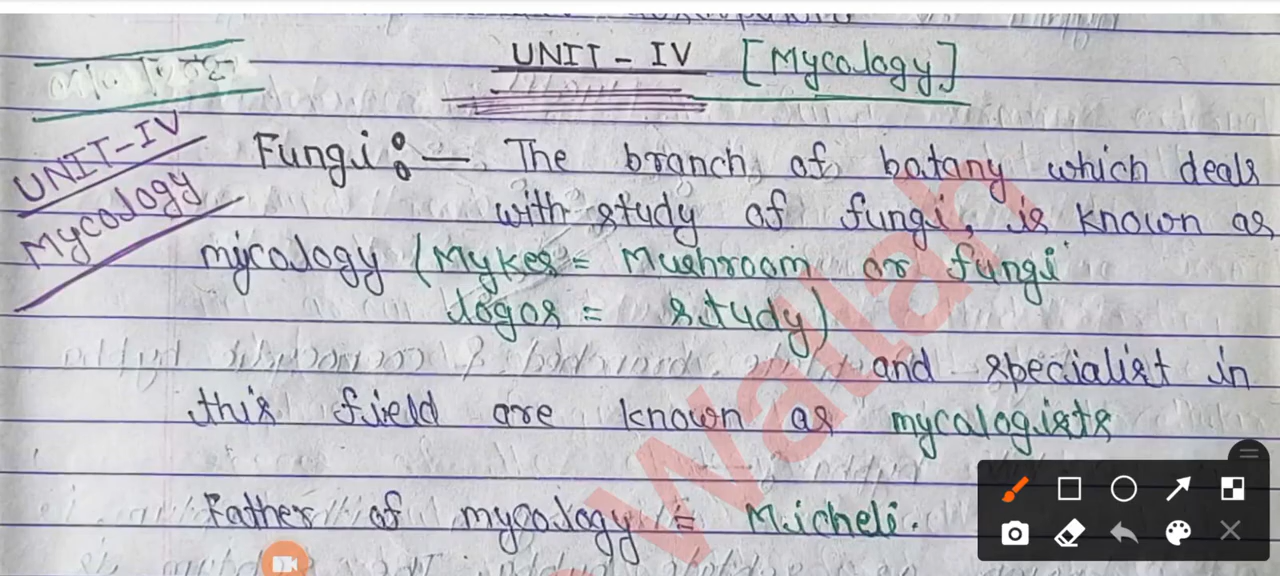 UNIT - IV [Mycology]
UNIT-IV
Mycology
Fungi :- The branch of botany which deals
with study of fungi, is known as
mycology (Mykes = Mushroom or fungi
logos = study)
and specialist in
this field are known as mycologists
Father of mycology = Micheli.
Walah